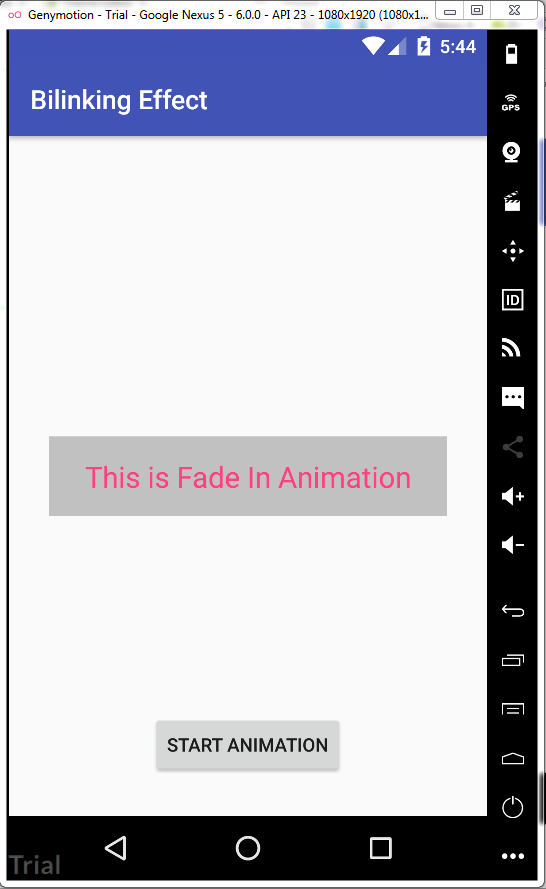 Genymotion - Trial - Google Nexus 5 - 6.0.0 - API 23 - 1080x1920 (1080x1...
5:44
Bilinking Effect
GPS
ID
This is Fade In Animation
START ANIMATION
Trial